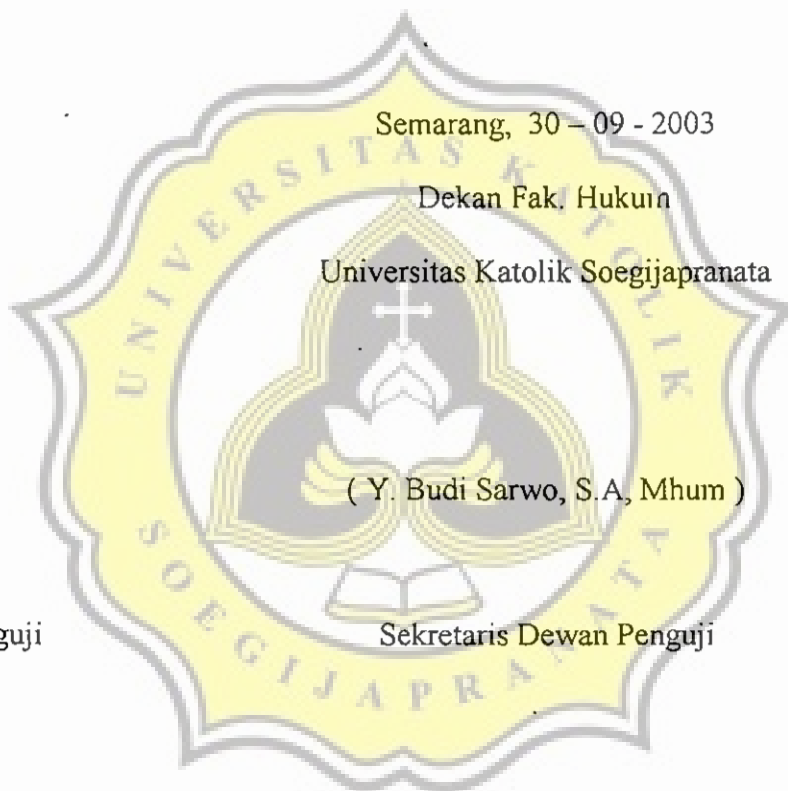 Semarang, 30 – 09 - 2003
Dekan Fak. Hukum
Universitas Katolik Soegijapranata
( Y. Budi Sarwo, S.A, Mhum )
guji Sekretaris Dewan Penguji
UNIVERSITAS KATOLIK
SOEGIJAPRANATA